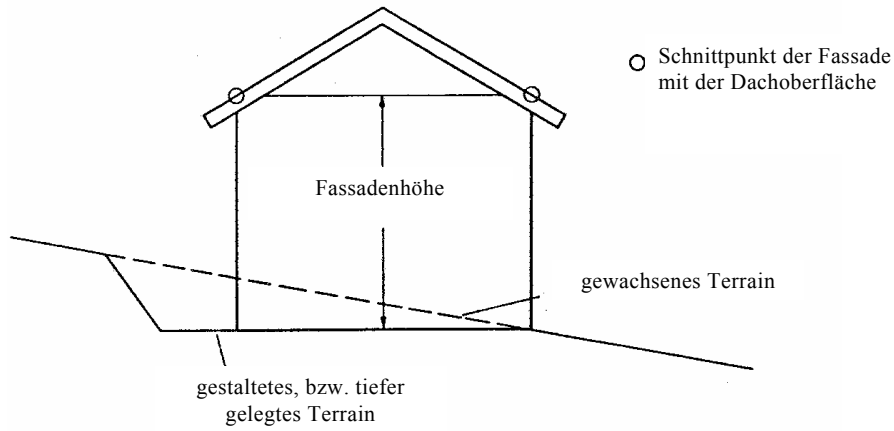 Schnittpunkt der Fassade
mit der Dachoberfläche
Fassadenhöhe
gewachsenes Terrain
gestaltetes, bzw. tiefer
gelegtes Terrain